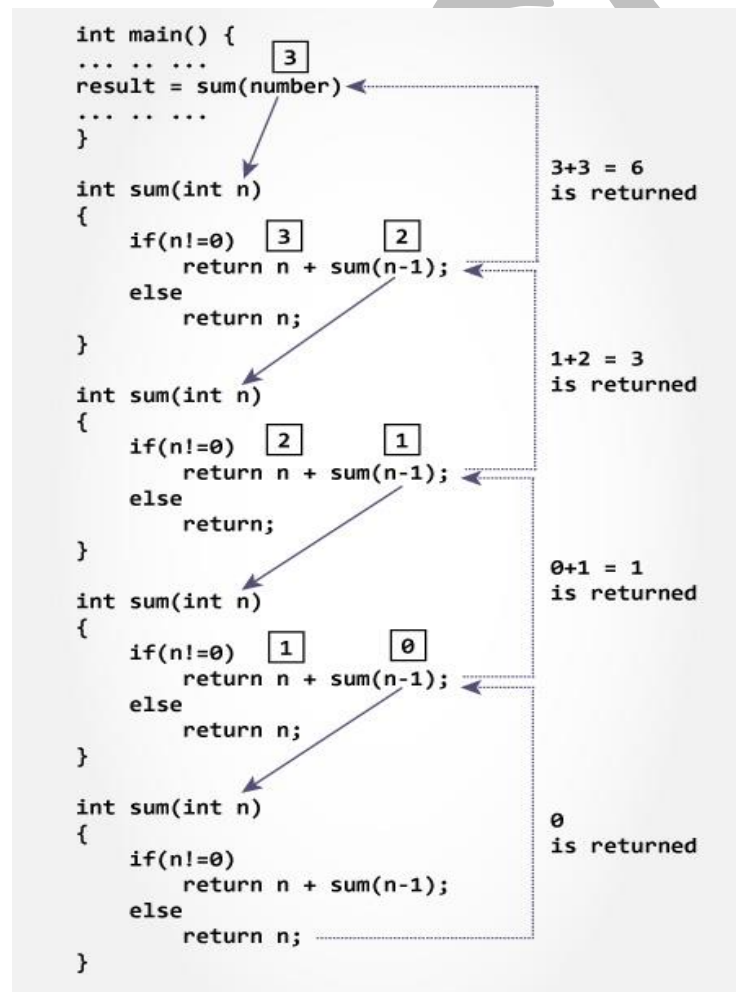 int main() {
3
... .. ...
result = sum(number)
... .. ...
}
3+3 = 6
is returned
int sum(int n)
{
if(n!=0) 3 2
return n + sum(n-1);
else
return n;
}
1+2 = 3
is returned
int sum(int n)
{
if(n!=0) 2 1
return n + sum(n-1);
else
return;
}
0+1 = 1
is returned
int sum(int n)
{
if(n!=0) 1 0
return n + sum(n-1);
else
return n;
}
0
is returned
int sum(int n)
{
if(n!=0)
return n + sum(n-1);
else
return n;
}